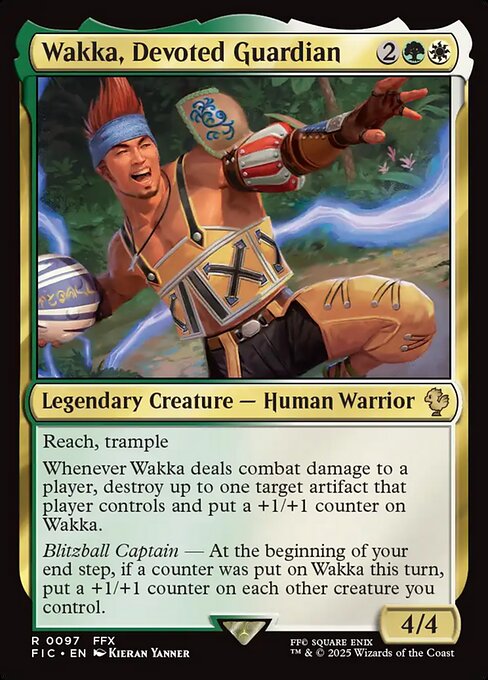 Wakka, Devoted Guardian 2
Legendary Creature — Human Warrior
Reach, trample
Whenever Wakka deals combat damage to a
player, destroy up to one target artifact that
player controls and put a +1/+1 counter on
Wakka.
Blitzball Captain — At the beginning of your
end step, if a counter was put on Wakka this turn,
put a +1/+1 counter on each other creature you
control.
4/4
R 0097 FFX
FIC • EN Kieran Yanner
FF© SQUARE ENIX
™ & © 2025 Wizards of the Coast